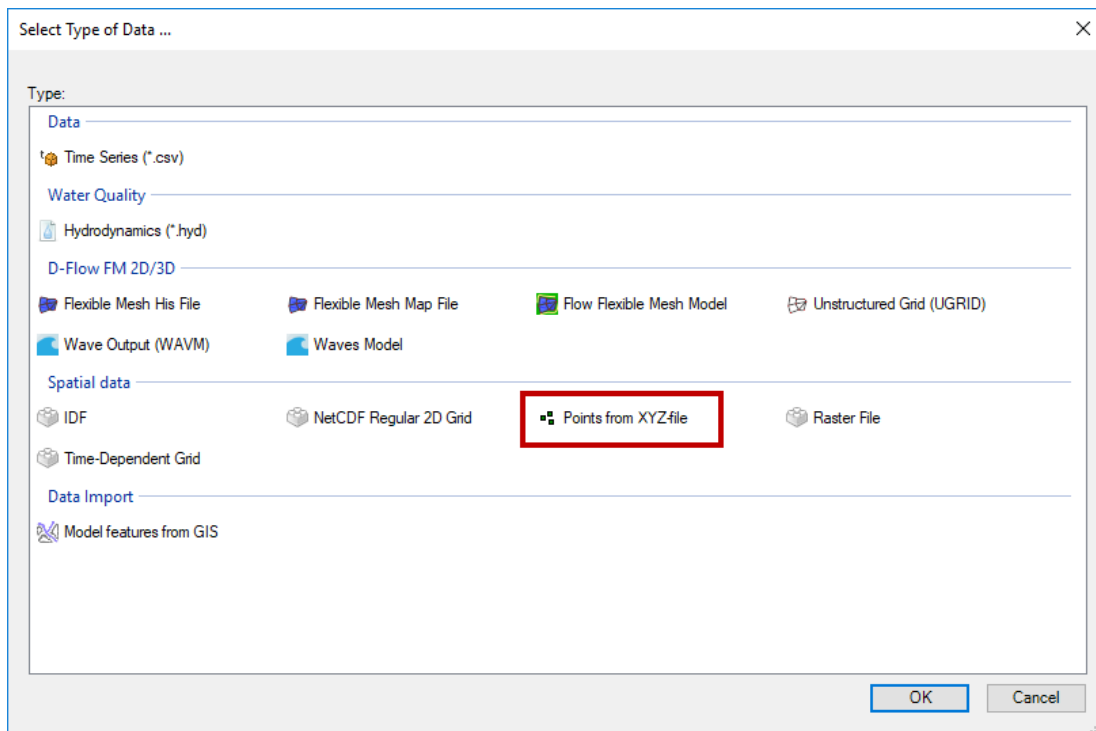 Select Type of Data ...
Type:
Data
Time Series (*.csv)
Water Quality
Hydrodynamics (*.hyd)
D-Flow FM 2D/3D
Flexible Mesh His File Flexible Mesh Map File Flow Flexible Mesh Model Unstructured Grid (UGRID)
Wave Output (WAVM) Waves Model
Spatial data
IDF NetCDF Regular 2D Grid Points from XYZ-file Raster File
Time-Dependent Grid
Data Import
Model features from GIS
OK Cancel